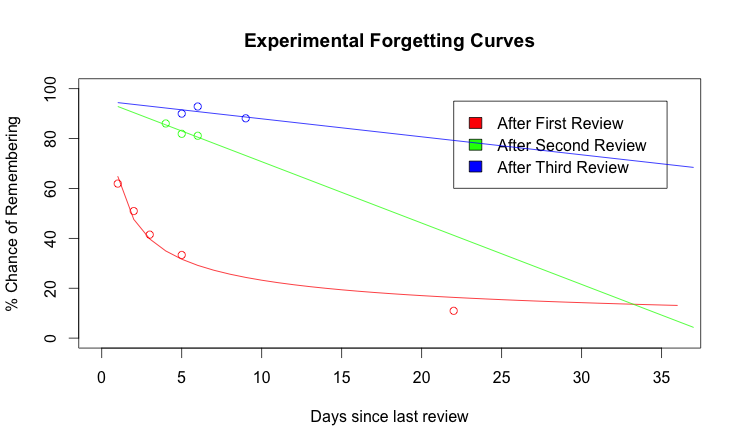 Experimental Forgetting Curves
% Chance of Remembering
100
80
60
40
20
0
After First Review
After Second Review
After Third Review
0 5 10 15 20 25 30 35
Days since last review